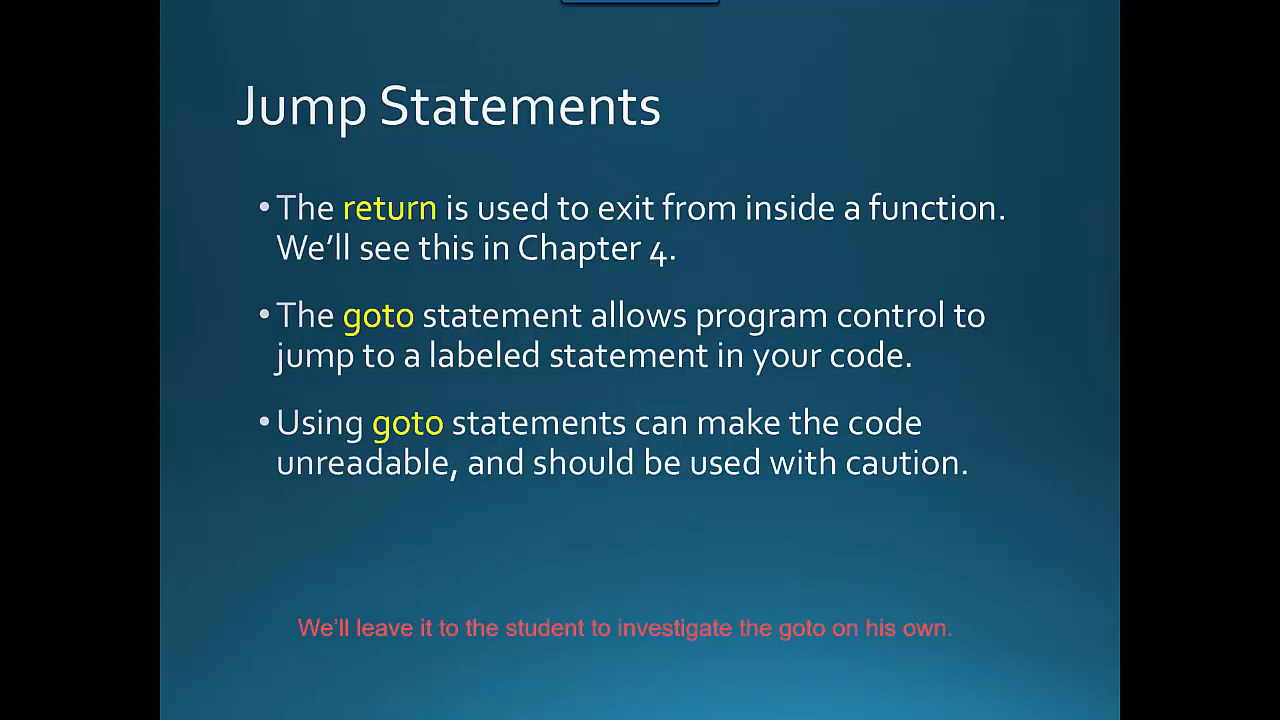 Jump Statements
•The return is used to exit from inside a function.
We’ll see this in Chapter 4.
•The goto statement allows program control to
jump to a labeled statement in your code.
•Using goto statements can make the code
unreadable, and should be used with caution.
We’ll leave it to the student to investigate the goto on his own.